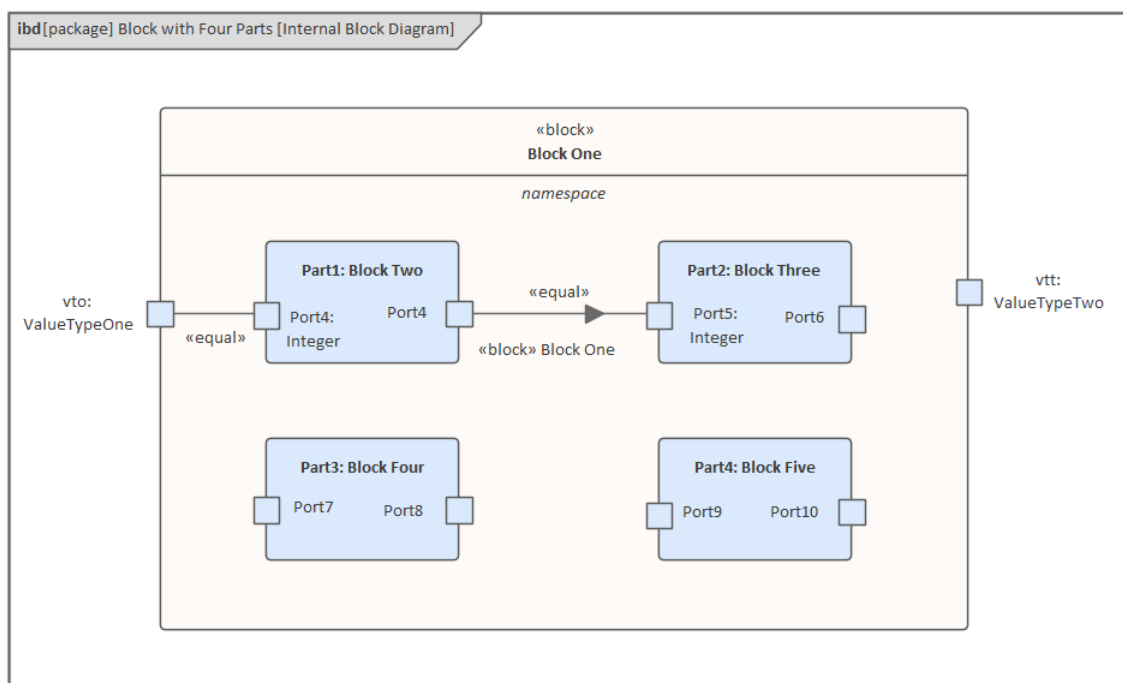 ibd [package] Block with Four Parts [Internal Block Diagram]
«block»
Block One
namespace
Part1: Block Two
Part2: Block Three
vto:
ValueTypeOne
«equal»
Port4:
Integer
Port4
«equal»
«block» Block One
Port5:
Integer
Port6
vtt:
ValueTypeTwo
Part3: Block Four
Part4: Block Five
Port7
Port8
Port9
Port10